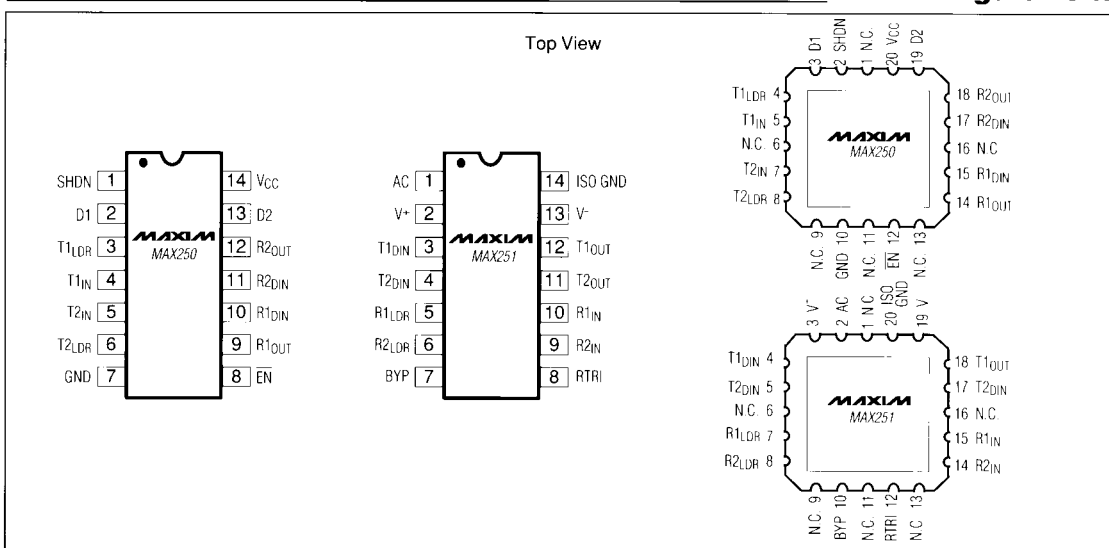 Top View
SHDN 1
D1 2
T1LDR 3
T1IN 4
T2IN 5
T2LDR 6
GND 7
14 VCC
13 D2
12 R2OUT
11 R2DIN
10 R1DIN
9 R1OUT
8 EN
MAXIM
MAX250
AC 1
V+ 2
T1DIN 3
T2DIN 4
R1LDR 5
R2LDR 6
BYP 7
14 ISO GND
13 V-
12 T1OUT
11 T2OUT
10 R1IN
9 R2IN
8 RTRI
MAXIM
MAX251
3 D1
2 SHDN
1 N.C.
20 VCC
19 D2
T1LDR 4
T1IN 5
N.C. 6
T2IN 7
T2LDR 8
18 R2OUT
17 R2DIN
16 N.C
15 R1DIN
14 R1OUT
MAXIM
MAX250
N.C. 9
GND 10
N.C. 11
EN 12
N.C. 13
3 V-
2 AC
1 NC
20 ISO
GND
19 V
T1DIN 4
T2DIN 5
N.C. 6
R1LDR 7
R2LDR 8
18 T1OUT
17 T2DIN
16 N.C.
15 R1IN
14 R2IN
MAXIM
MAX251
N.C. 9
BYP 10
N.C. 11
RTRI 12
N.C. 13